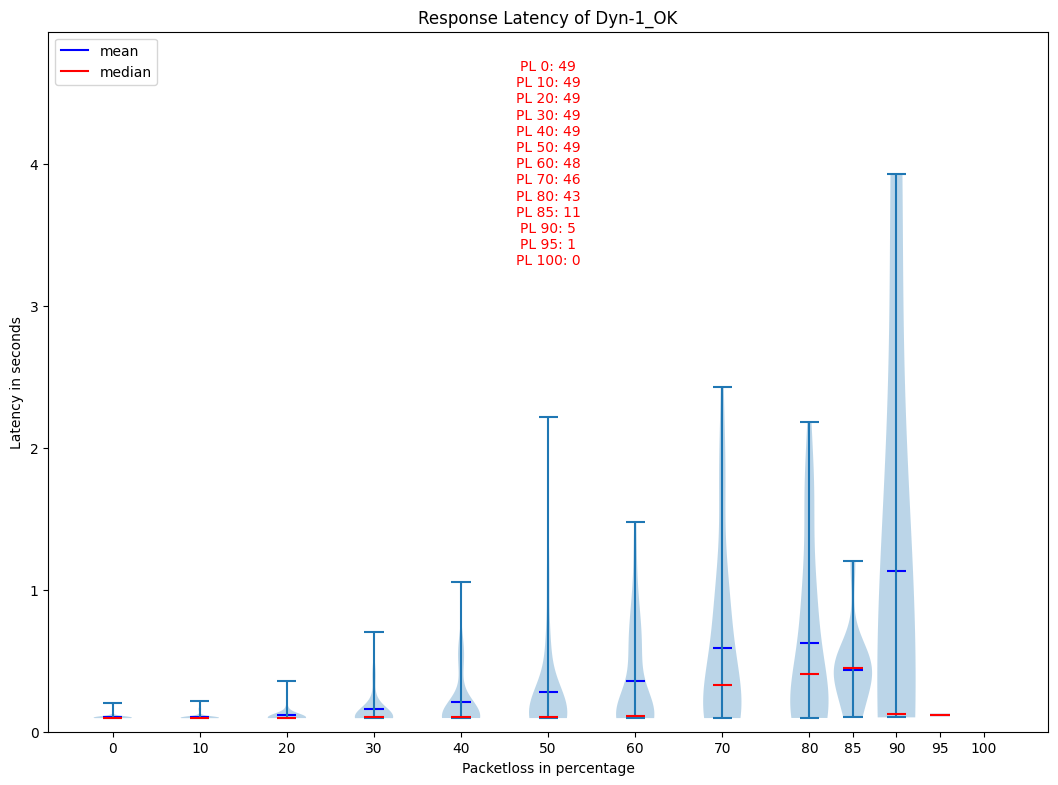 Response Latency of Dyn-1_OK
mean
median
PL 0: 49
PL 10: 49
PL 20: 49
PL 30: 49
PL 40: 49
PL 50: 49
PL 60: 48
PL 70: 46
PL 80: 43
PL 85: 11
PL 90: 5
PL 95: 1
PL 100: 0
Latency in seconds
4
3
2
1
0
0 10 20 30 40 50 60 70 80 85 90 95 100
Packetloss in percentage